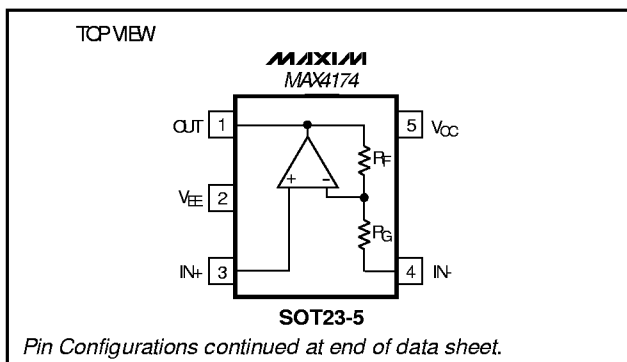 TOP VIEW
MAXIM
MAX4174
OUT 1
5 VCC
RF
+ -
VEE 2
RG
IN+ 3
4 IN-
SOT23-5
Pin Configurations continued at end of data sheet.